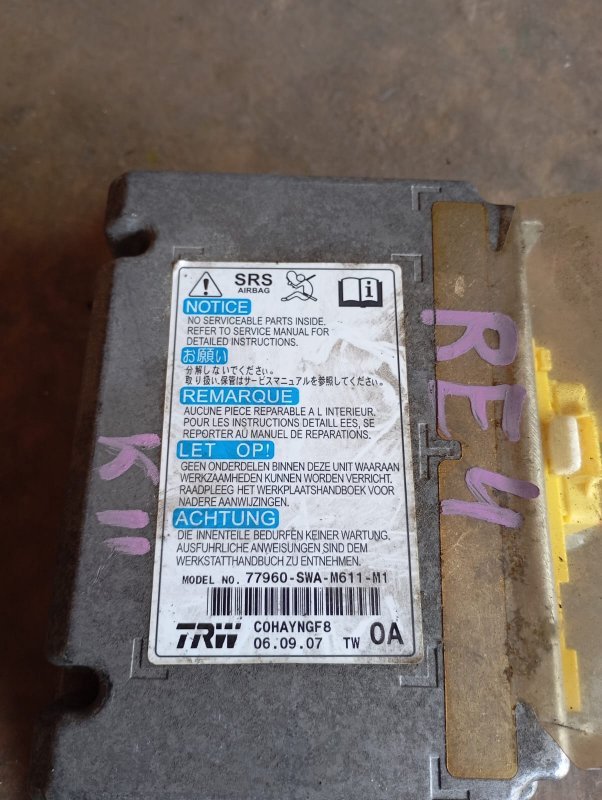 SRS
AIRBAG
NOTICE
NO SERVICEABLE PARTS INSIDE.
REFER TO SERVICE MANUAL FOR
DETAILED INSTRUCTIONS.
お願い
分解しないでください。
取り扱い、保管はサービスマニュアルを参照してください。
REMARQUE
AUCUNE PIECE REPARABLE A L INTERIEUR.
POUR LES INSTRUCTIONS DETAILL EES, SE
REPORTER AÙ MANUEL DE REPARATIONS.
LET OP!
GEEN ONDERDELEN BINNEN DEZE UNIT WAARAAN
WERKZAAMHEDEN KUNNEN WORDEN VERRICHT.
RAADPLEEG HET WERKPLAATSHANDBOEK VOOR
NADERE AANWIJZINGEN.
ACHTUNG
DIE INNENTEILE BEDÜRFEN KEINER WARTUNG.
AUSFÜHRLICHE ANWEISUNGEN SIND DEM
WERKSTATTHANDBUCH ZU ENTNEHMEN.
MODEL NO. 77960-SWA-M611-M1
TRW COHAYNGF8
06.09.07 TW 0A
RE4
K11